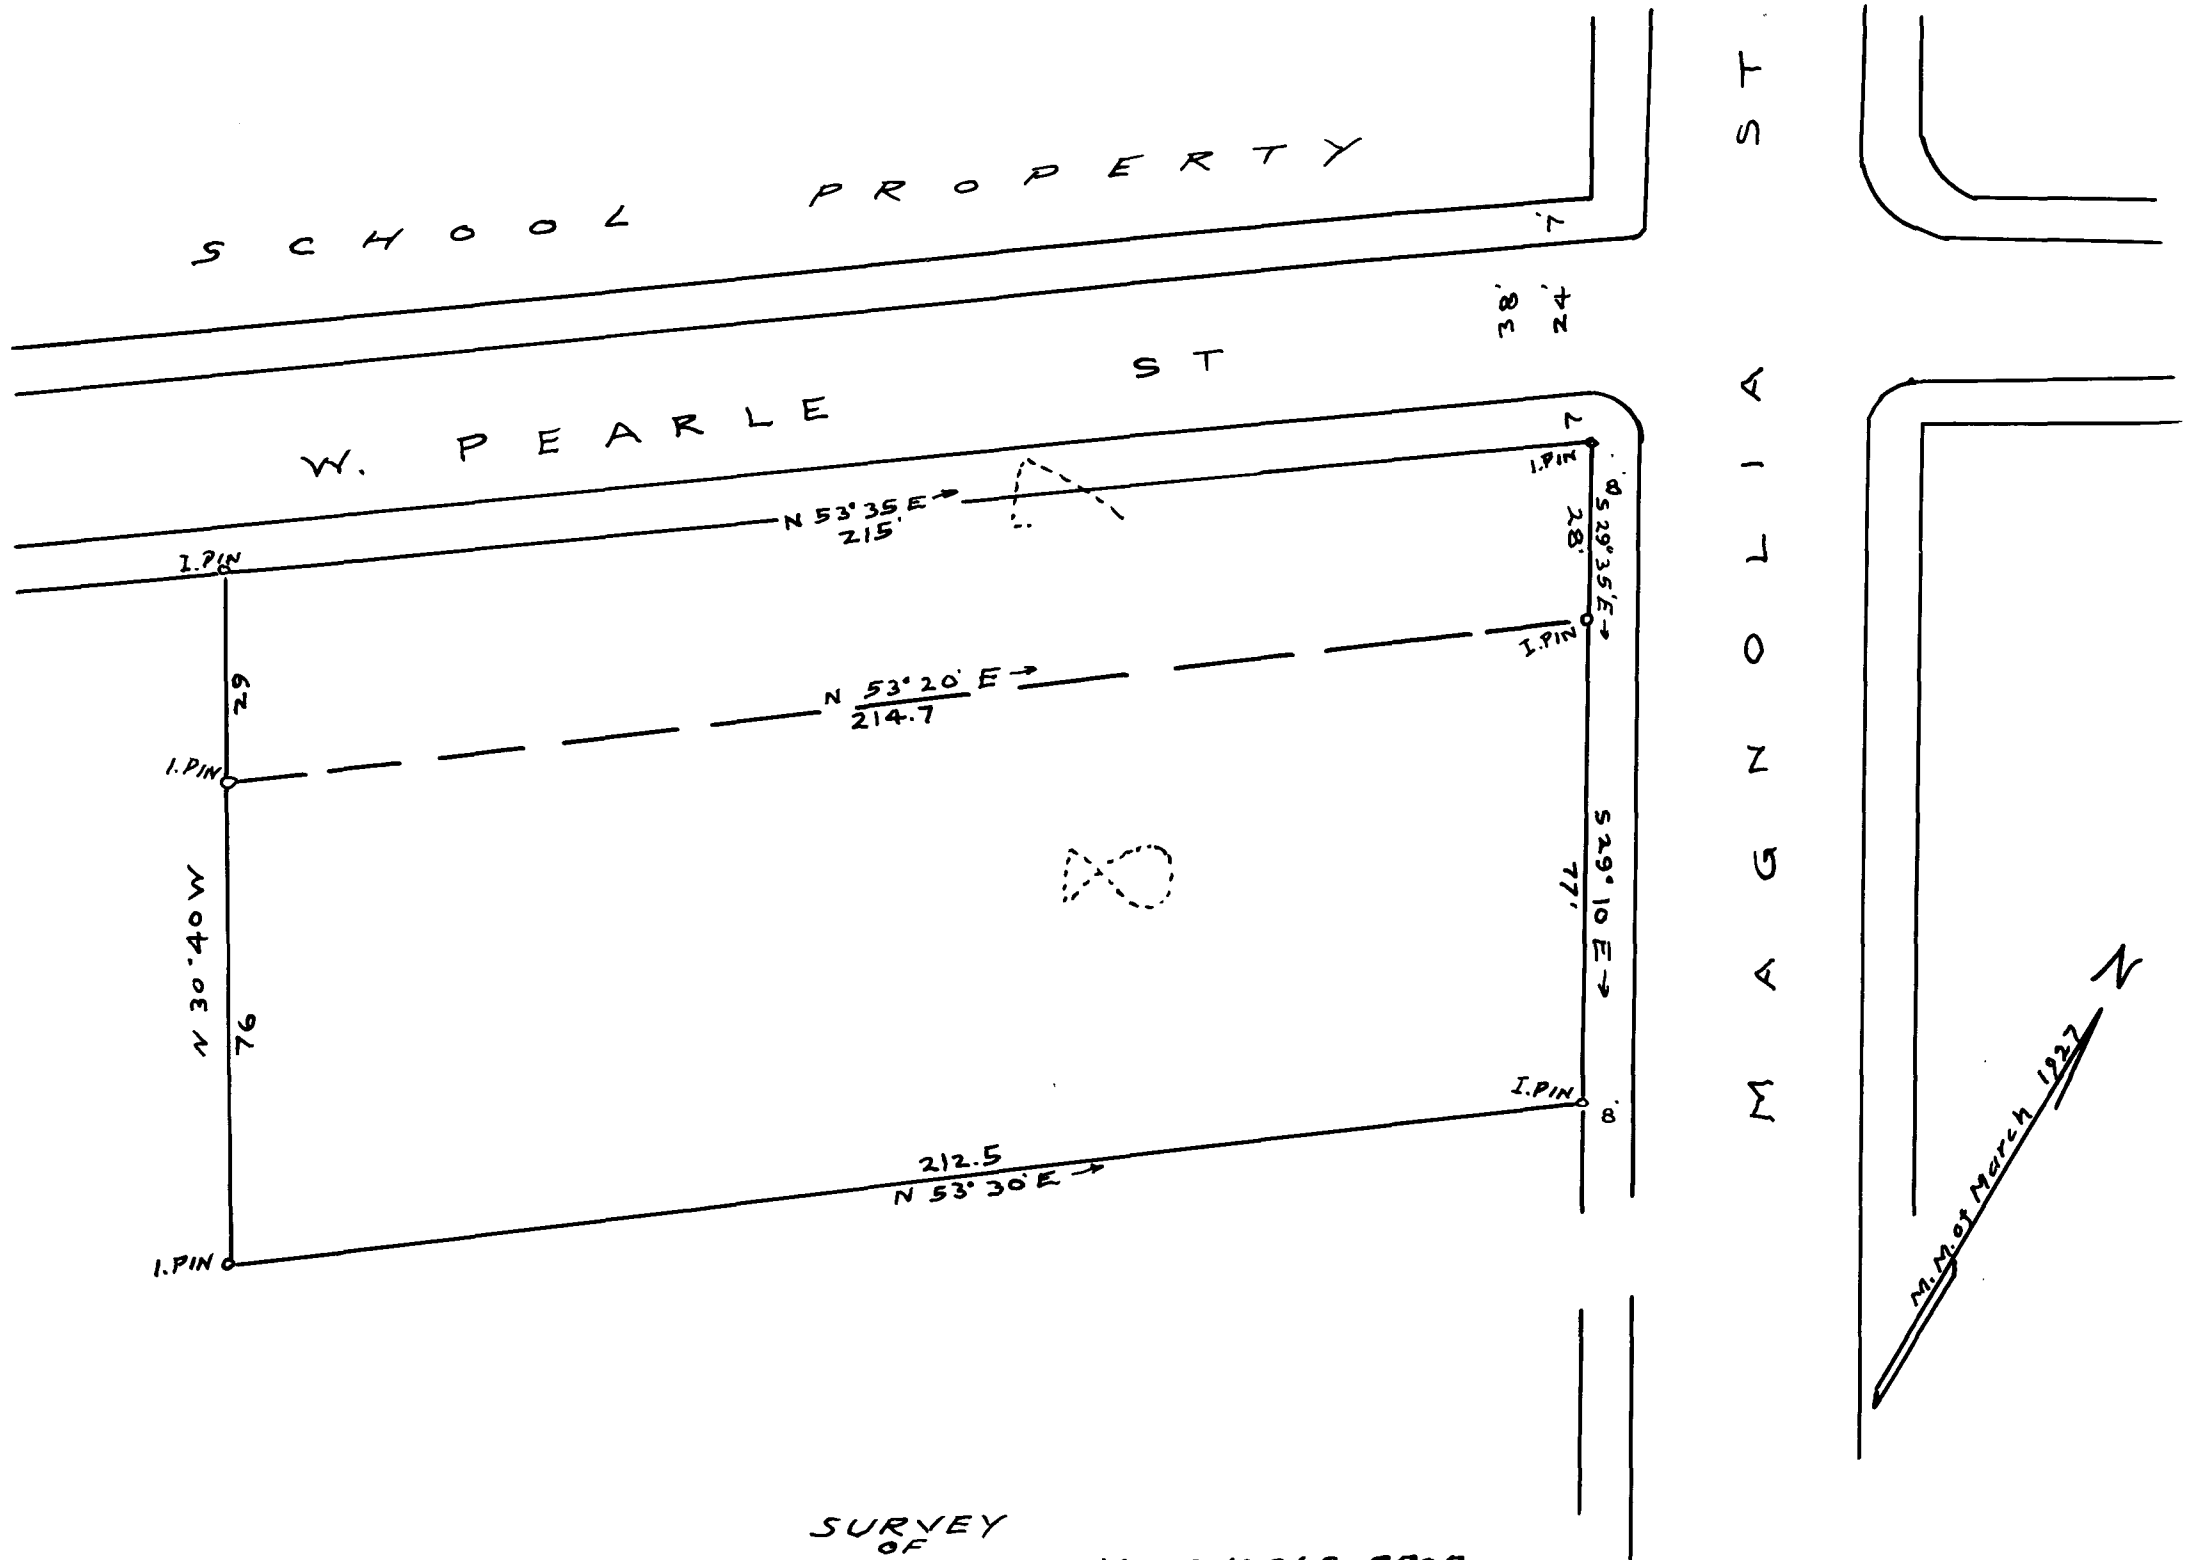 SCHOOL PROPERTY
MAGNOLIA ST.
7'
38' 24'
W. PEARLE ST
7
I.PIN
8'
N 53° 35 E →
215'
S 29° 35' E →
28'
I.PIN
I.PIN
29
N 53° 20' E →
214.7
I.PIN
S 29° 10 E →
77'
N 30° 40 W
76
I.PIN
8'
212.5
N 53° 30' E →
I.PIN
N
M. M. of March 1927
SURVEY
OF